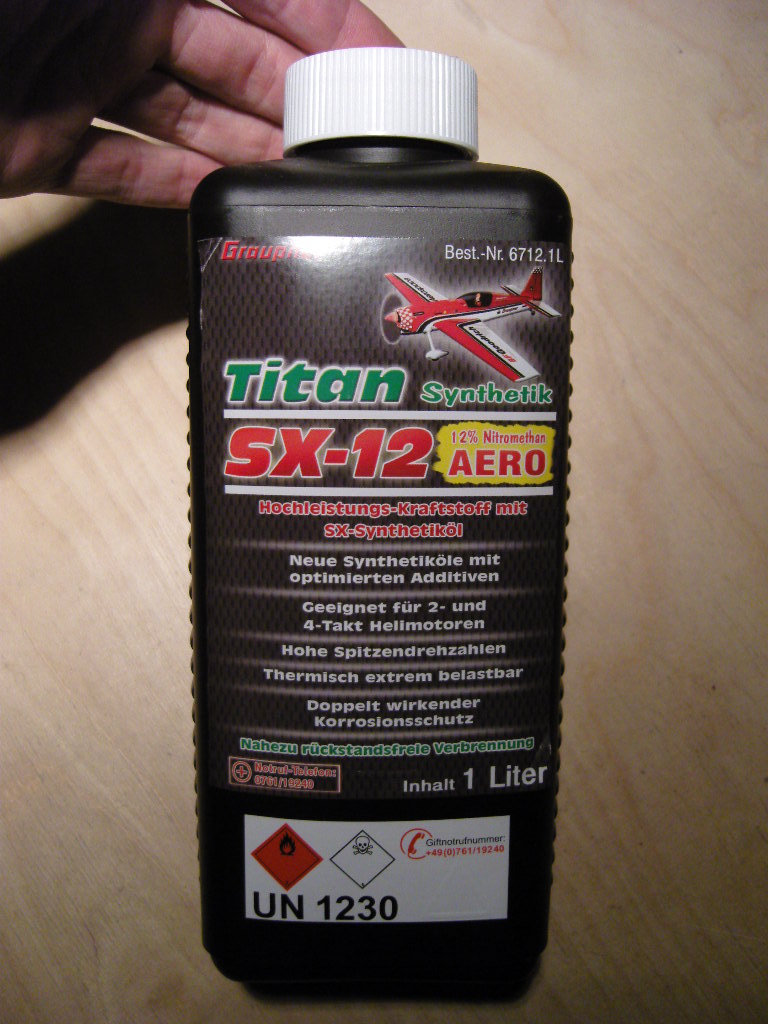 Best.-Nr. 6712.1L
Titan Synthetik
SX-12
12% Nitromethan
AERO
Hochleistungs-Kraftstoff mit
SX-Synthetiköl
Neue Synthetiköle mit
optimierten Additiven
Geeignet für 2- und
4-Takt Helimotoren
Hohe Spitzendrehzahlen
Thermisch extrem belastbar
Doppelt wirkender
Korrosionsschutz
Nahezu rückstandsfreie Verbrennung
Notruf-Telefon:
0761/19240
Inhalt 1 Liter
Giftnotrufnummer:
+49(0)761/19240
UN 1230